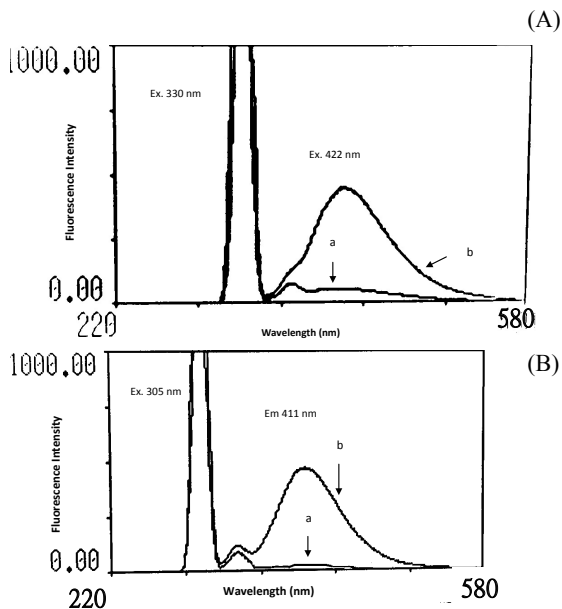 (A)
1000.00
Ex. 330 nm
Ex. 422 nm
Fluorescence Intensity
a
b
0.00
220
Wavelength (nm)
580
(B)
1000.00
Ex. 305 nm
Em 411 nm
Fluorescence Intensity
b
a
0.00
220
Wavelength (nm)
580